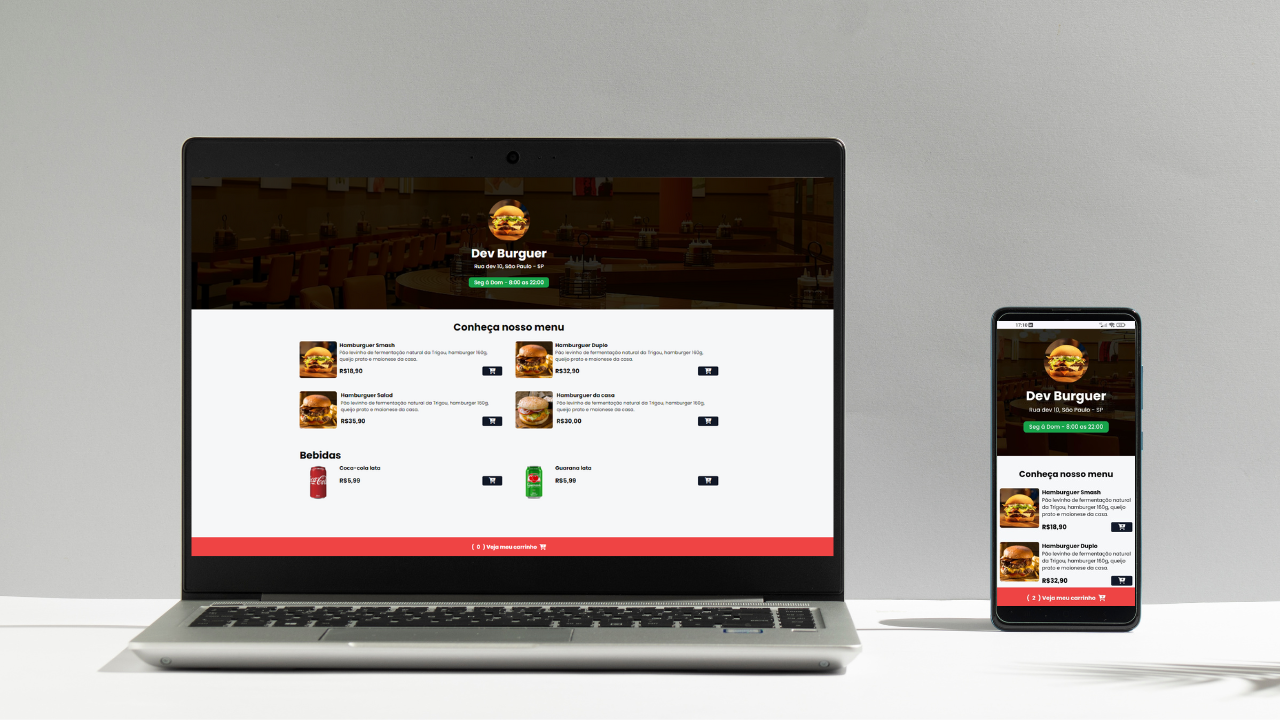 Dev Burguer
Rua dev 10, São Paulo - SP
Seg á Dom - 8:00 as 22:00
Conheça nosso menu
Hamburguer Smash
Pão levinho de fermentação natural da Trigou, hamburger 160g,
queijo prato e maionese da casa.
R$18,90
Hamburguer Duplo
Pão levinho de fermentação natural da Trigou, hamburger 160g,
queijo prato e maionese da casa.
R$32,90
Hamburguer Salad
Pão levinho de fermentação natural da Trigou, hamburger 160g,
queijo prato e maionese da casa.
R$35,90
Hamburguer da casa
Pão levinho de fermentação natural da Trigou, hamburger 160g,
queijo prato e maionese da casa.
R$30,00
Bebidas
Coca-cola lata
R$5,99
Guarana lata
R$5,99
( 0 ) Veja meu carrinho
17:10
Dev Burguer
Rua dev 10, São Paulo - SP
Seg á Dom - 8:00 as 22:00
Conheça nosso menu
Hamburguer Smash
Pão levinho de fermentação natural
da Trigou, hamburger 160g, queijo
prato e maionese da casa.
R$18,90
Hamburguer Duplo
Pão levinho de fermentação natural
da Trigou, hamburger 160g, queijo
prato e maionese da casa.
R$32,90
( 2 ) Veja meu carrinho